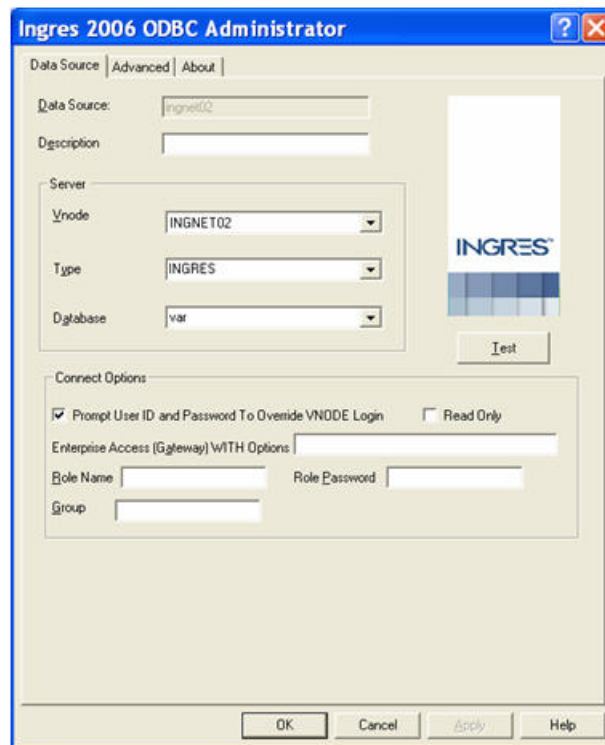 Ingres 2006 ODBC Administrator
Data Source Advanced About
Data Source: ingnet02
Description
Server
Vnode INGNET02
INGRES™
Type INGRES
Database var
Test
Connect Options
Prompt User ID and Password To Override VNODE Login Read Only
Enterprise Access (Gateway) WITH Options
Role Name Role Password
Group
OK Cancel Apply Help